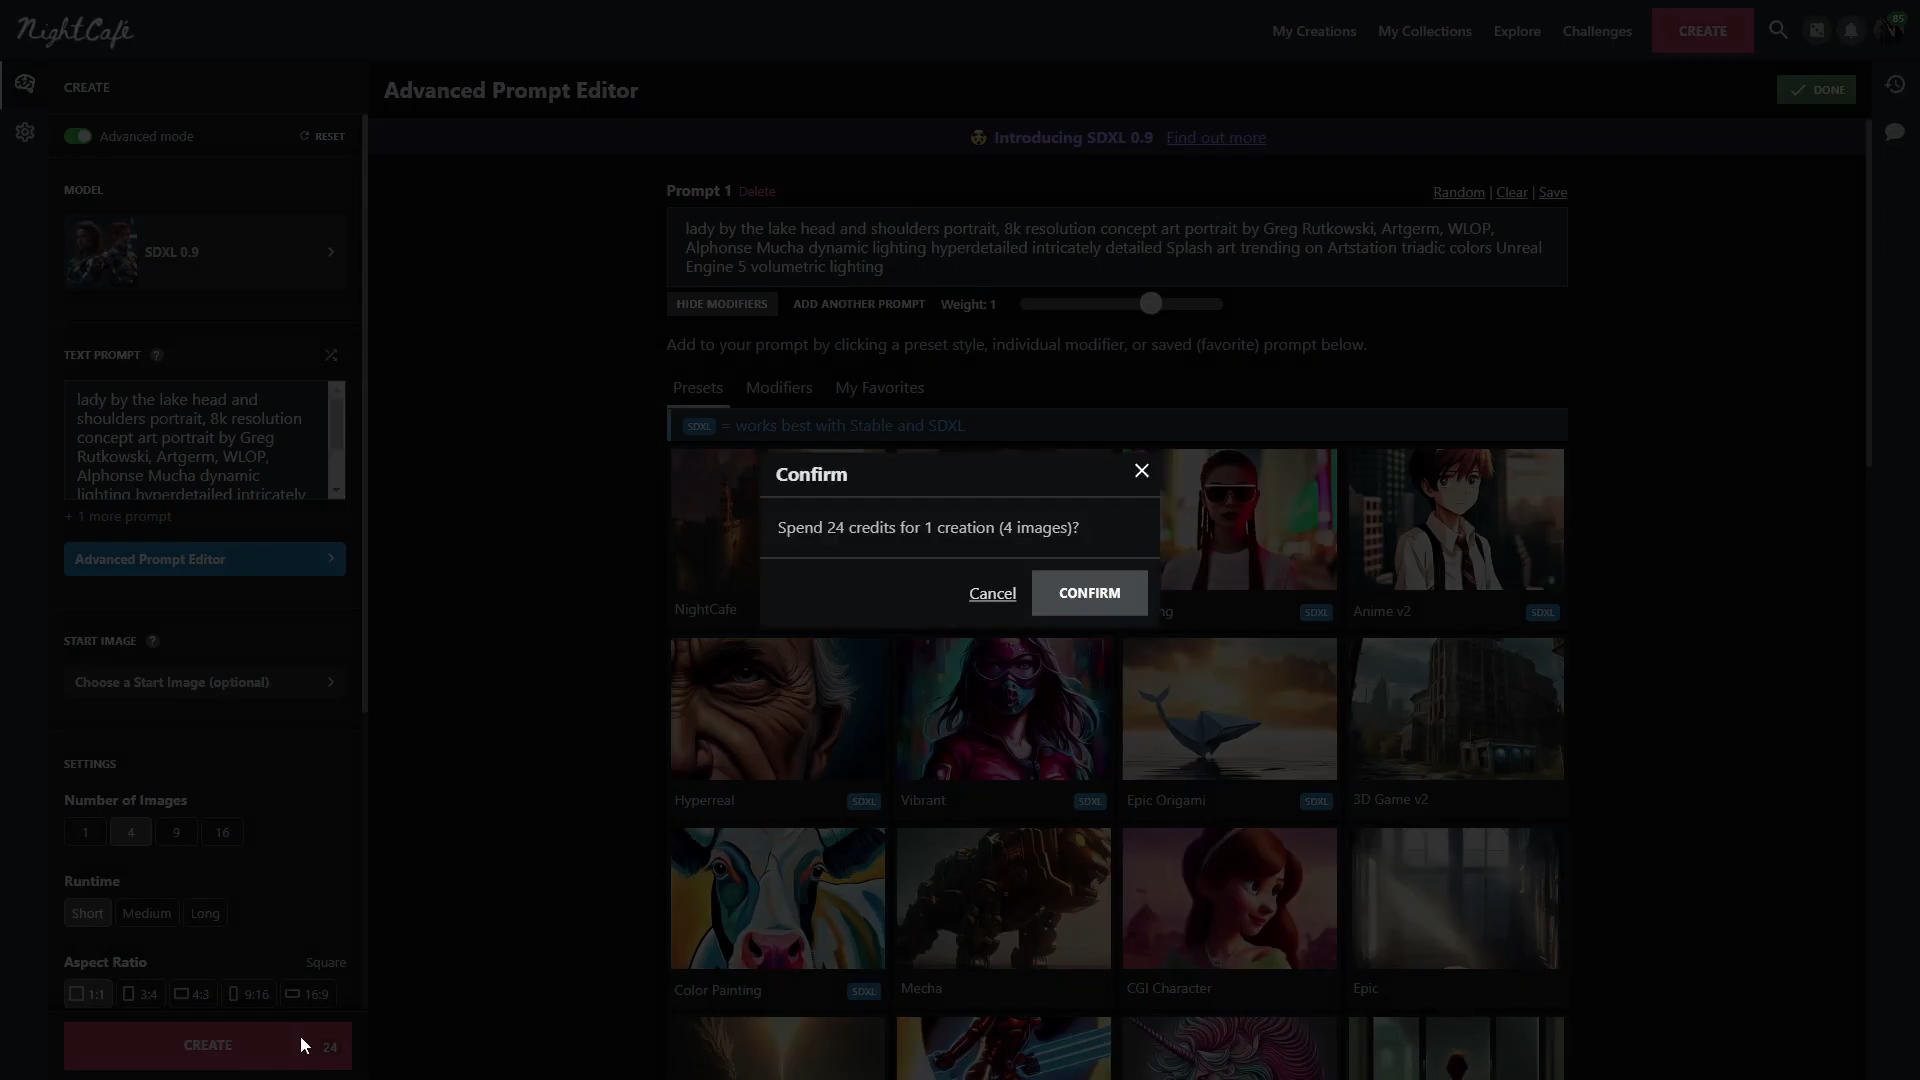 NightCafé
My Creations
My Collections
Explore
Challenges
CREATE
85
CREATE
Advanced Prompt Editor
DONE
Advanced mode
RESET
Introducing SDXL 0.9 Find out more
MODEL
SDXL 0.9
Prompt 1 Delete
Random | Clear | Save
lady by the lake head and shoulders portrait, 8k resolution concept art portrait by Greg Rutkowski, Artgerm, WLOP,
Alphonse Mucha dynamic lighting hyperdetailed intricately detailed Splash art trending on Artstation triadic colors Unreal
Engine 5 volumetric lighting
HIDE MODIFIERS
ADD ANOTHER PROMPT
Weight: 1
Add to your prompt by clicking a preset style, individual modifier, or saved (favorite) prompt below.
TEXT PROMPT ?
lady by the lake head and
shoulders portrait, 8k resolution
concept art portrait by Greg
Rutkowski, Artgerm, WLOP,
Alphonse Mucha dynamic
lighting hyperdetailed intricately
+ 1 more prompt
Advanced Prompt Editor
Presets
Modifiers
My Favorites
SDXL = works best with Stable and SDXL
Confirm
Spend 24 credits for 1 creation (4 images)?
Cancel
CONFIRM
NightCafe
ng
SDXL
Anime v2
SDXL
START IMAGE ?
Choose a Start Image (optional)
Hyperreal
SDXL
Vibrant
SDXL
Epic Origami
SDXL
3D Game v2
SETTINGS
Number of Images
1
4
9
16
Runtime
Short
Medium
Long
Aspect Ratio
Square
1:1
3:4
4:3
9:16
16:9
Color Painting
SDXL
Mecha
CGI Character
Epic
CREATE
24